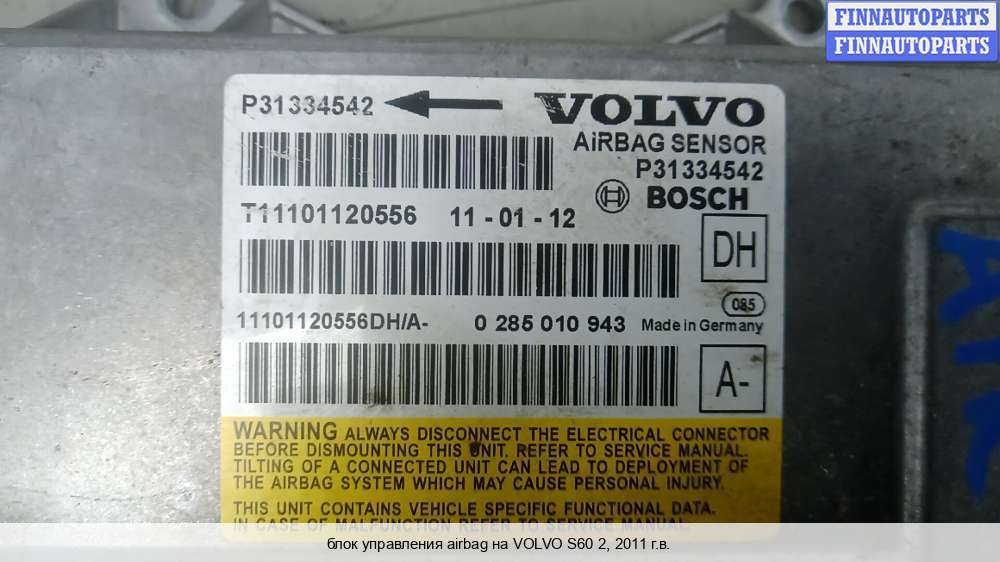 FINNAUTOPARTS
FINNAUTOPARTS
P31334542 VOLVO
AiRBAG SENSOR
P31334542
BOSCH
T11101120556 11 - 01 - 12
DH
085
11101120556DH/A- 0 285 010 943 Made in Germany
A-
WARNING ALWAYS DISCONNECT THE ELECTRICAL CONNECTOR
BEFORE DISMOUNTING THIS UNIT. REFER TO SERVICE MANUAL.
TILTING OF A CONNECTED UNIT CAN LEAD TO DEPLOYMENT OF
THE AIRBAG SYSTEM WHICH MAY CAUSE PERSONAL INJURY.
THIS UNIT CONTAINS VEHICLE SPECIFIC FUNCTIONAL DATA.
IN CASE OF MALFUNCTION REFER TO SERVICE MANUAL.
блок управления airbag на VOLVO S60 2, 2011 г.в.